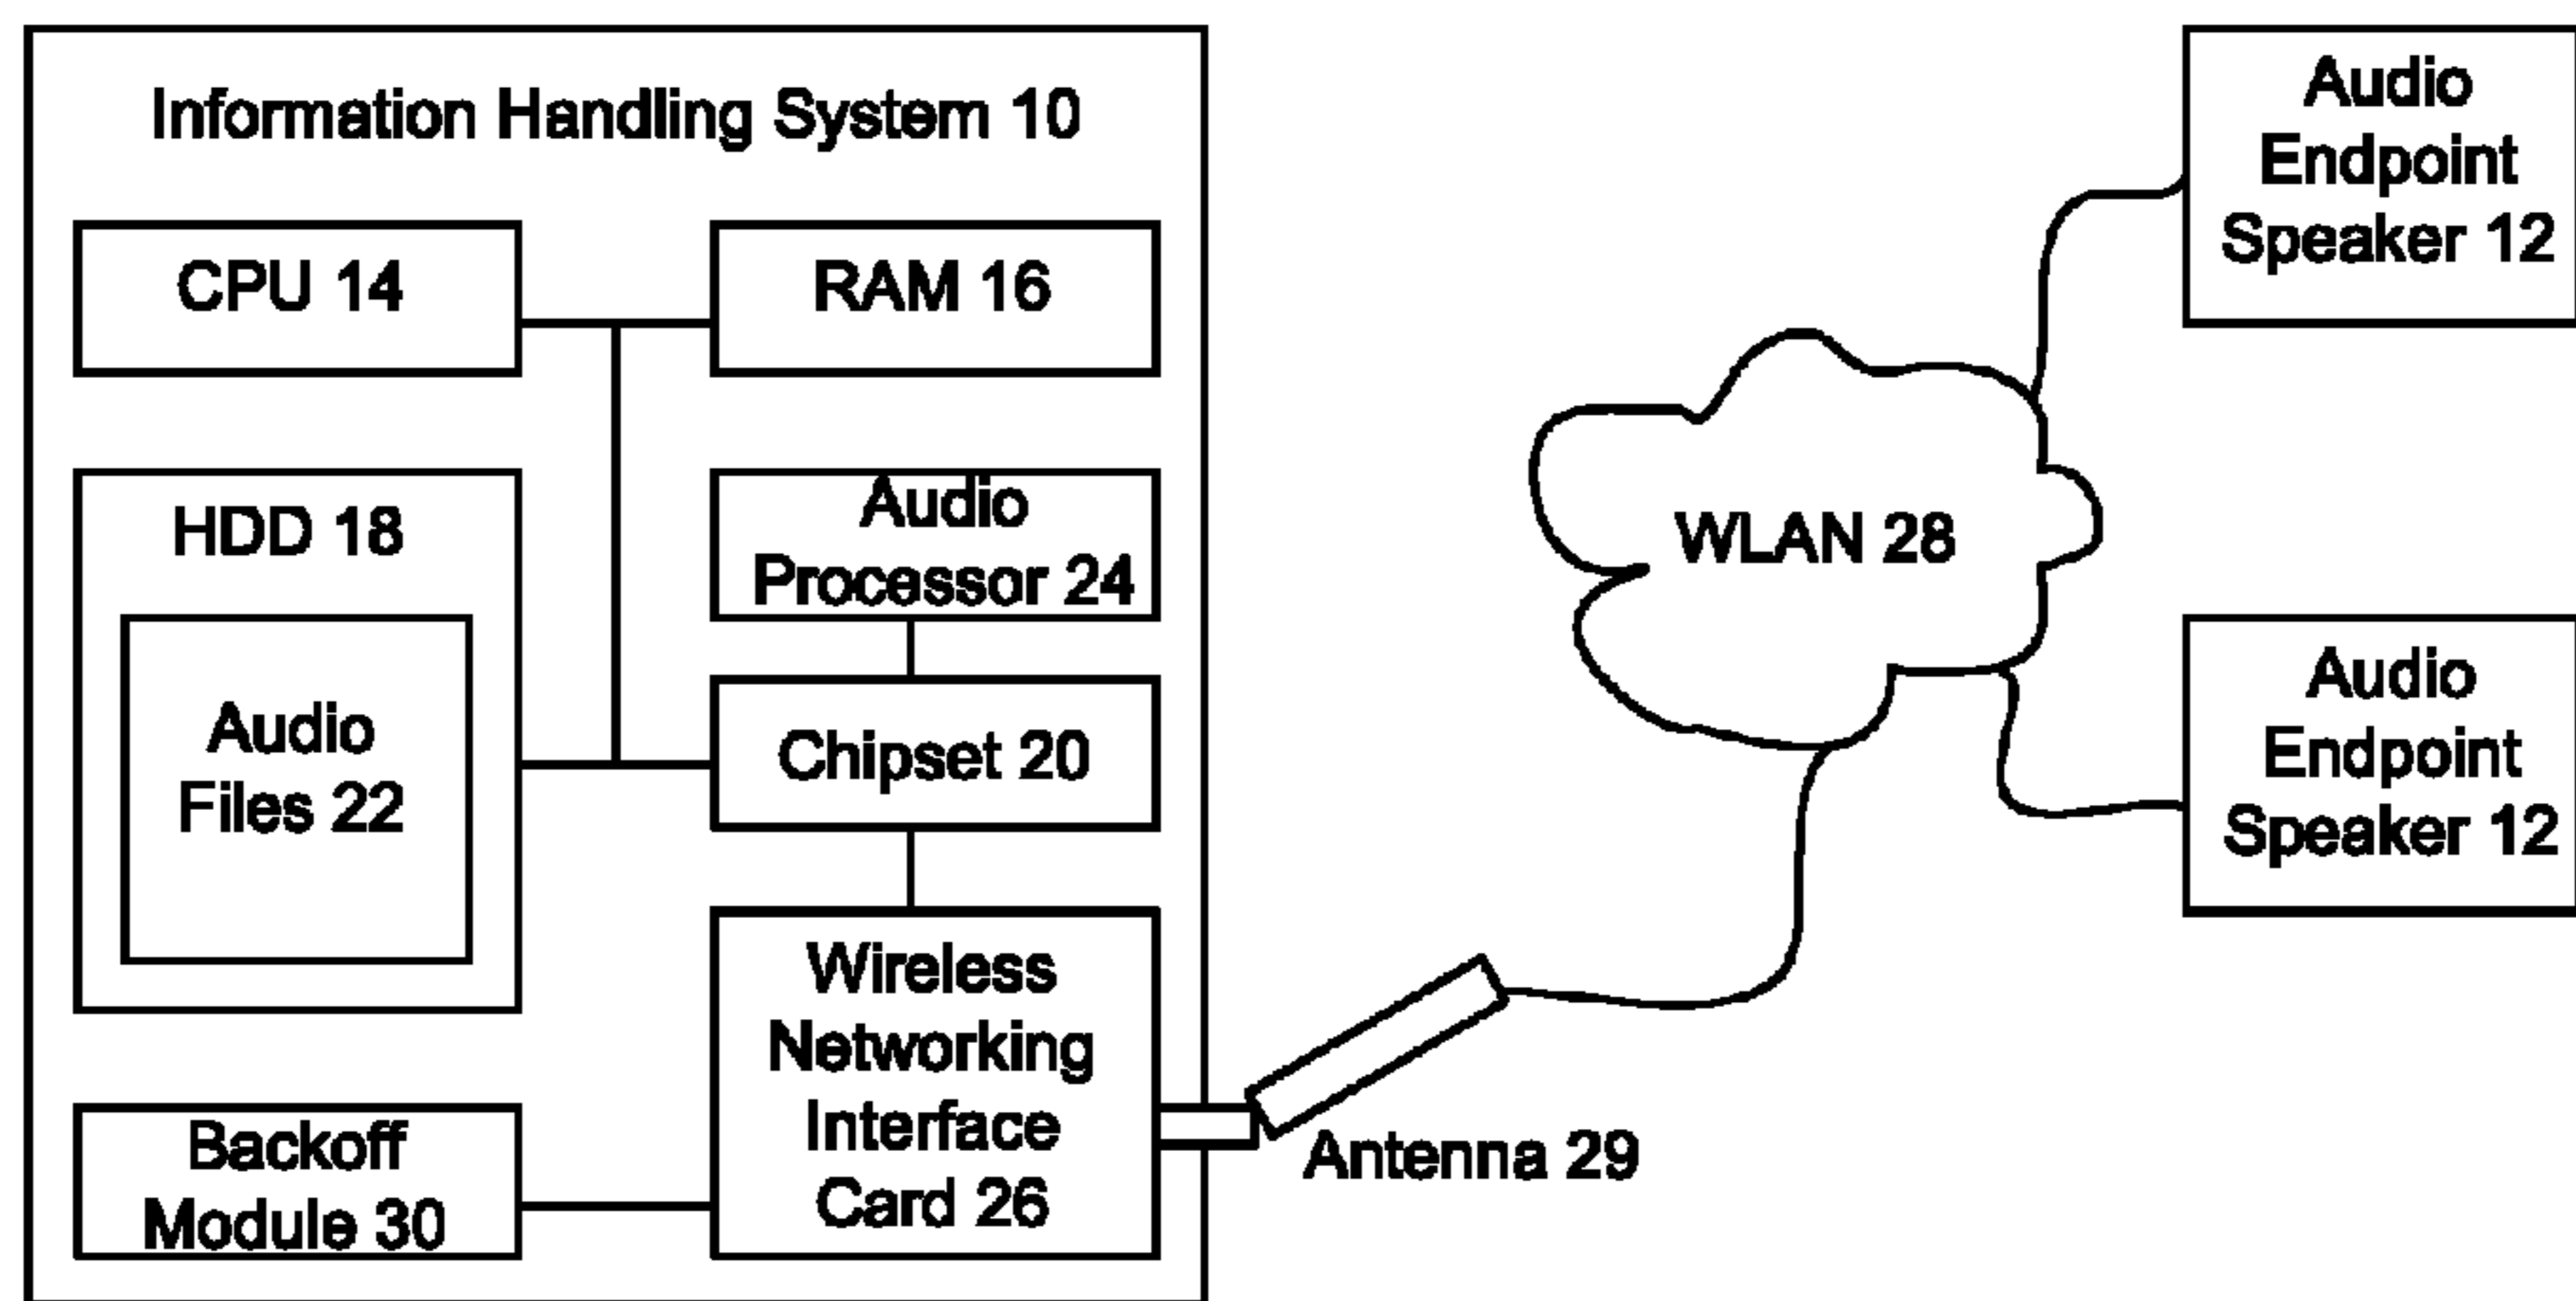 Information Handling System 10
CPU 14
RAM 16
HDD 18
Audio
Files 22
Audio
Processor 24
Chipset 20
Wireless
Networking
Interface
Card 26
Backoff
Module 30
Antenna 29
WLAN 28
Audio
Endpoint
Speaker 12
Audio
Endpoint
Speaker 12